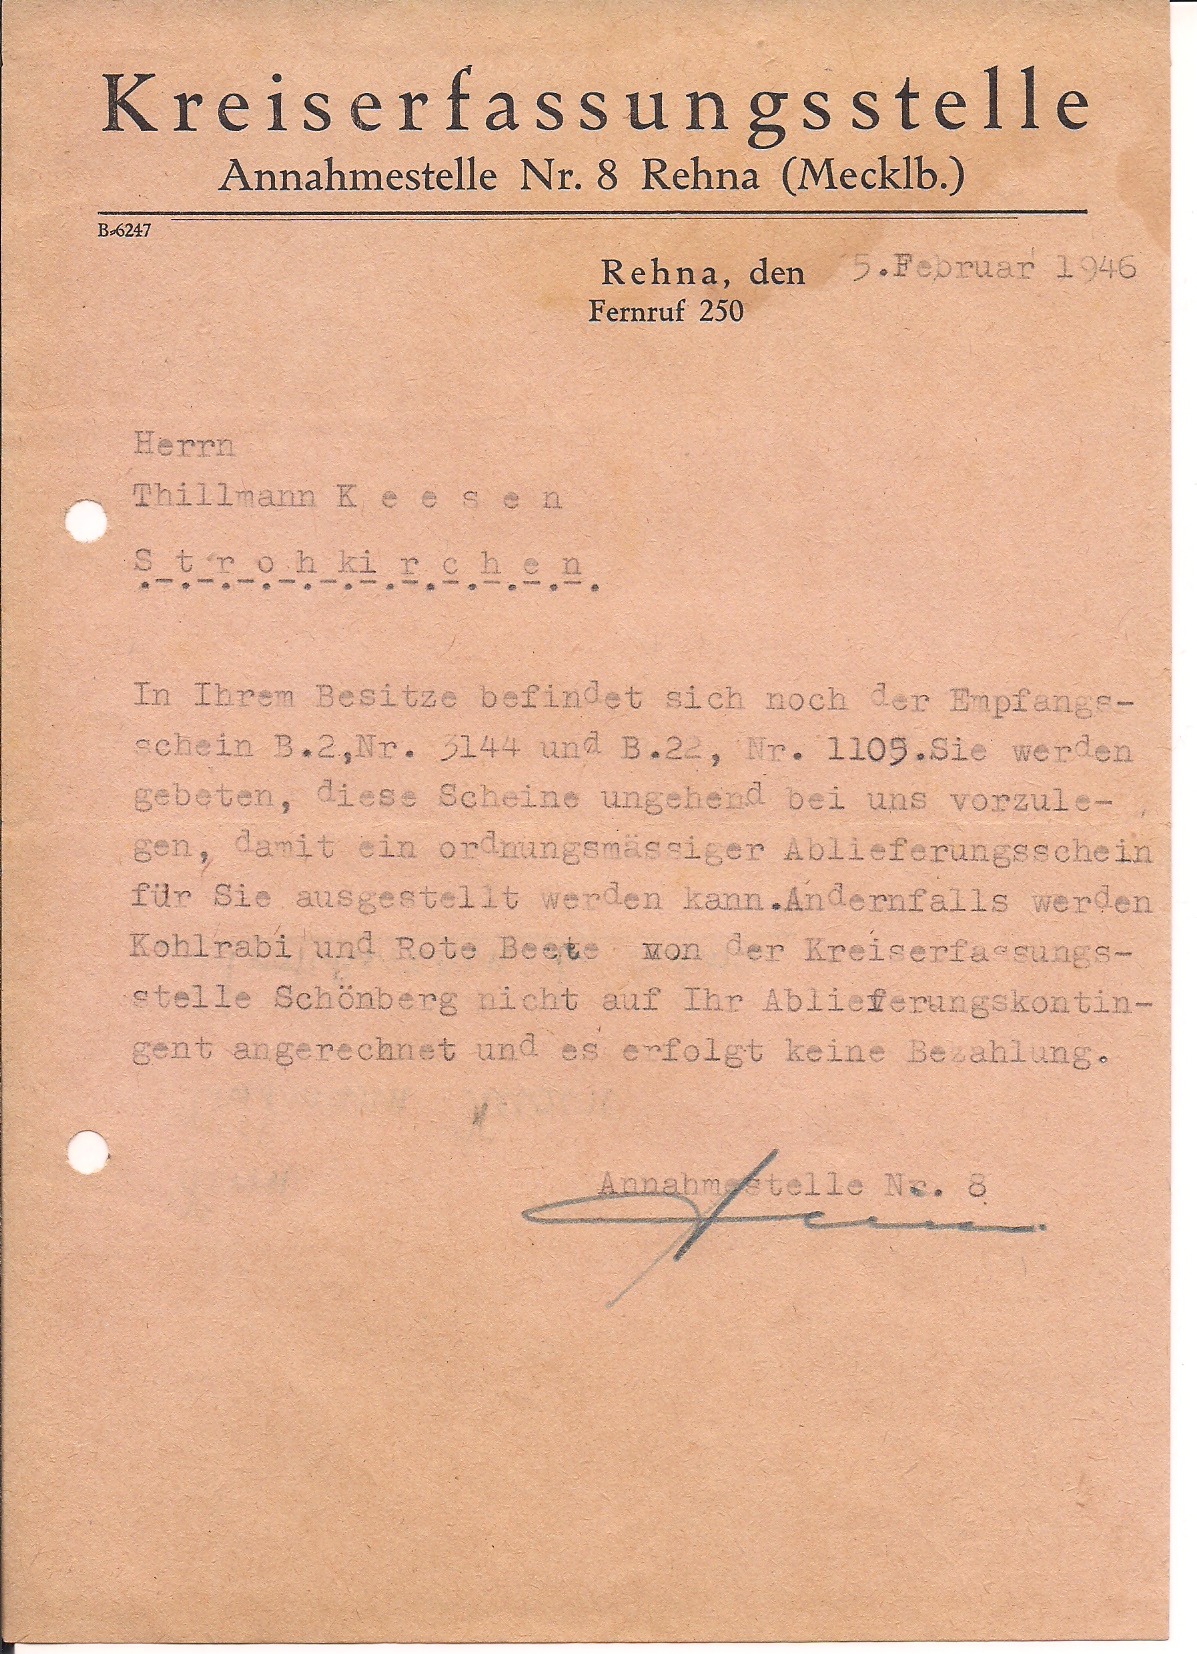 Kreiserfassungsstelle
Annahmestelle Nr. 8 Rehna (Mecklb.)
B-6247
Rehna, den 5.Februar 1946
Fernruf 250
Herrn
Thillmann K e e s e n
S t r o h ki r c h e n
In Ihrem Besitze befindet sich noch der Empfangs-
schein B.2,Nr. 3144 und B.22, Nr. 1105.Sie werden
gebeten, diese Scheine ungehend bei uns vorzule-
gen, damit ein ordnungsmässiger Ablieferungsschein
für Sie ausgestellt werden kann.Andernfalls werden
Kohlrabi und Rote Beete von der Kreiserfassungs-
stelle Schönberg nicht auf Ihr Ablieferungskontin-
gent angerechnet und es erfolgt keine Bezahlung.
Annahmestelle Nr. 8